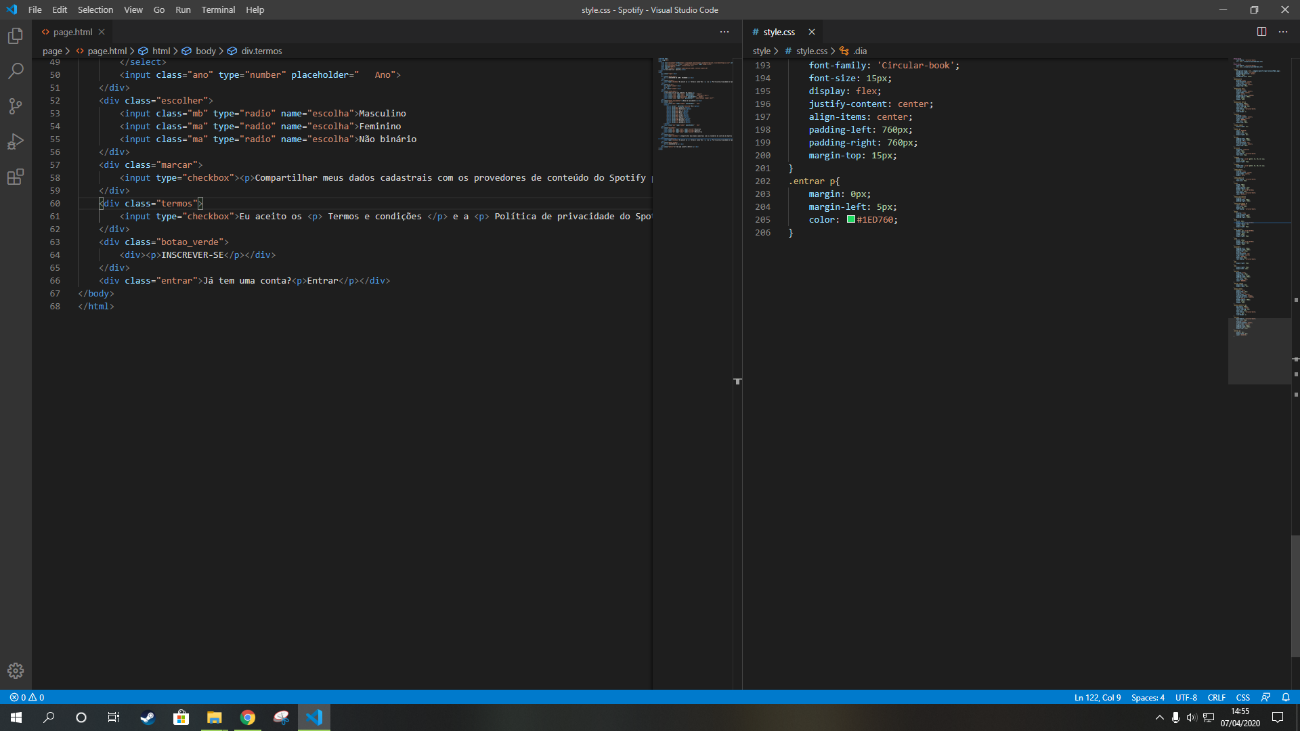 File Edit Selection View Go Run Terminal Help
style.css - Spotify - Visual Studio Code
page.html
page > page.html > html > body > div.termos
49 </select>
50 <input class="ano" type="number" placeholder="   Ano">
51 </div>
52 <div class="escolher">
53 <input class="mb" type="radio" name="escolha">Masculino
54 <input class="ma" type="radio" name="escolha">Feminino
55 <input class="ma" type="radio" name="escolha">Não binário
56 </div>
57 <div class="marcar">
58 <input type="checkbox"><p>Compartilhar meus dados cadastrais com os provedores de conteúdo do Spotify p
59 </div>
60 <div class="termos">
61 <input type="checkbox">Eu aceito os <p> Termos e condições </p> e a <p> Política de privacidade do Spot
62 </div>
63 <div class="botao_verde">
64 <div><p>INSCREVER-SE</p></div>
65 </div>
66 <div class="entrar">Já tem uma conta?<p>Entrar</p></div>
67 </body>
68 </html>
# style.css
style > # style.css > .dia
193 font-family: 'Circular-book';
194 font-size: 15px;
195 display: flex;
196 justify-content: center;
197 align-items: center;
198 padding-left: 760px;
199 padding-right: 760px;
200 margin-top: 15px;
201 }
202 .entrar p{
203 margin: 0px;
204 margin-left: 5px;
205 color: #1ED760;
206 }
0 0
Ln 122, Col 9 Spaces: 4 UTF-8 CRLF CSS
14:55
07/04/2020